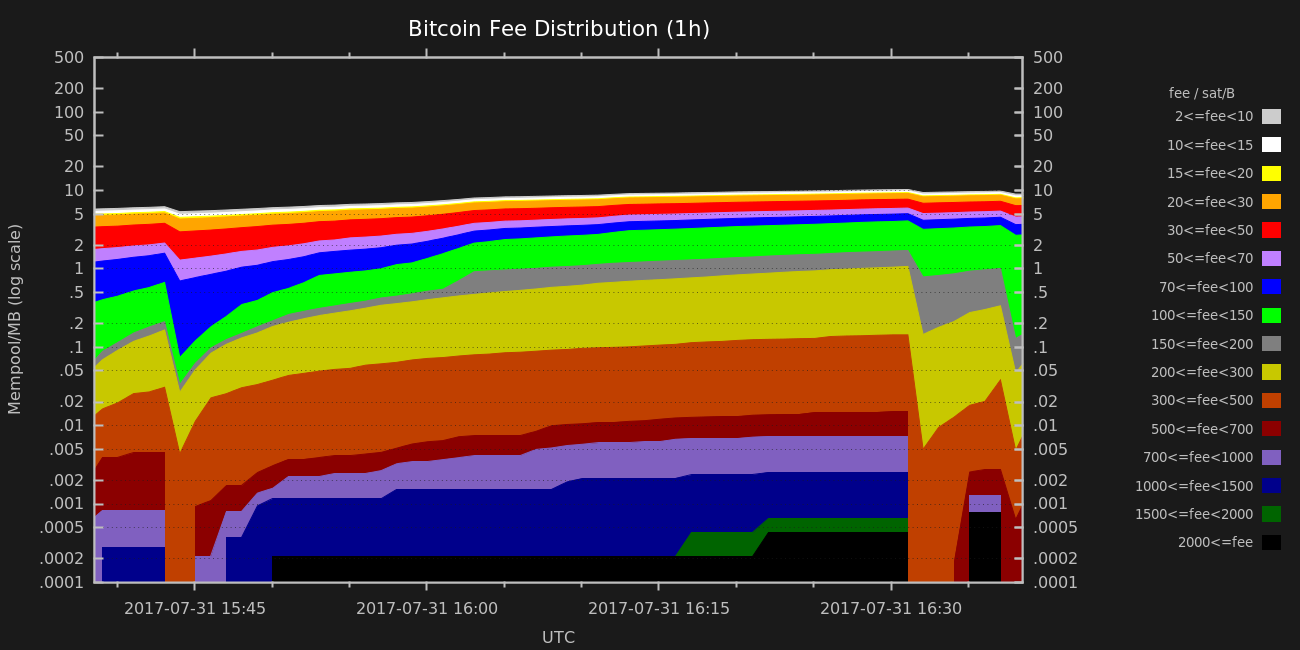 Bitcoin Fee Distribution (1h)
Mempool/MB (log scale)
500
200
100
50
20
10
5
2
1
.5
.2
.1
.05
.02
.01
.005
.002
.001
.0005
.0002
.0001
500
200
100
50
20
10
5
2
1
.5
.2
.1
.05
.02
.01
.005
.002
.001
.0005
.0002
.0001
2017-07-31 15:45
2017-07-31 16:00
2017-07-31 16:15
2017-07-31 16:30
UTC
fee / sat/B
2<=fee<10
10<=fee<15
15<=fee<20
20<=fee<30
30<=fee<50
50<=fee<70
70<=fee<100
100<=fee<150
150<=fee<200
200<=fee<300
300<=fee<500
500<=fee<700
700<=fee<1000
1000<=fee<1500
1500<=fee<2000
2000<=fee